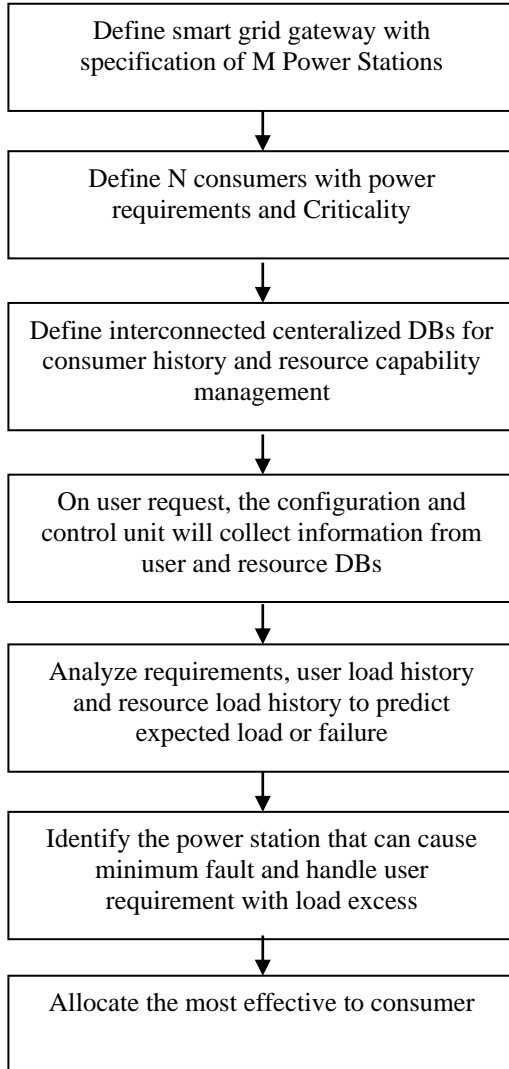 Define smart grid gateway with
specification of M Power Stations
Define N consumers with power
requirements and Criticality
Define interconnected centeralized DBs for
consumer history and resource capability
management
On user request, the configuration and
control unit will collect information from
user and resource DBs
Analyze requirements, user load history
and resource load history to predict
expected load or failure
Identify the power station that can cause
minimum fault and handle user
requirement with load excess
Allocate the most effective to consumer